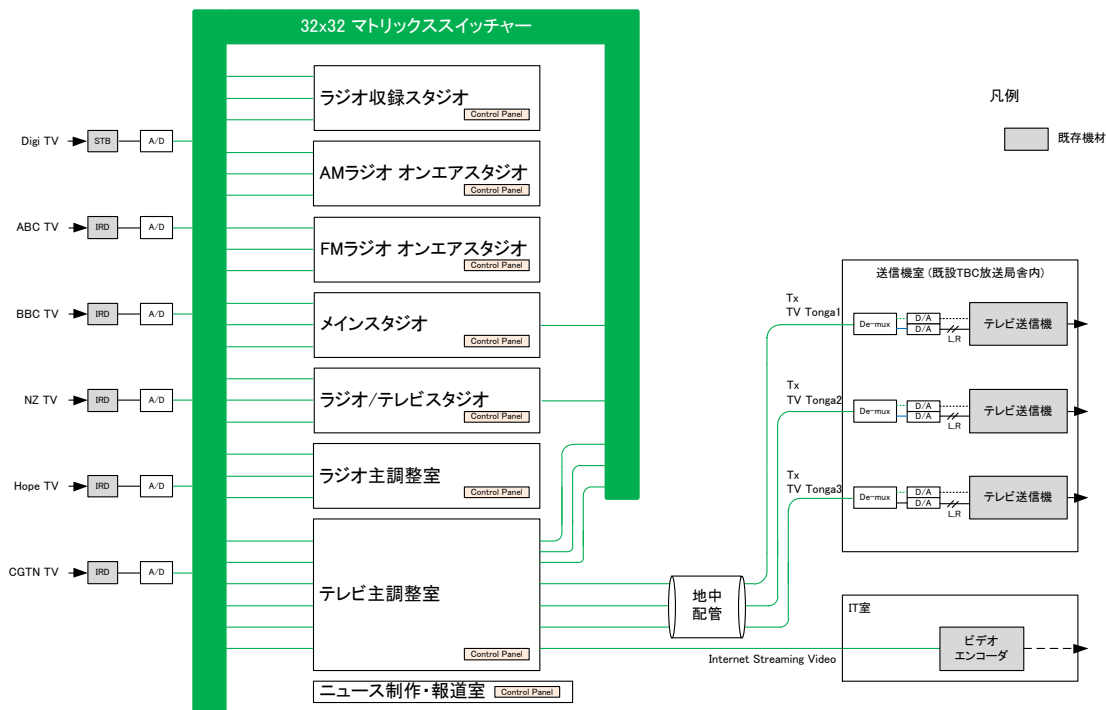 32x32 マトリックススイッチャー
ラジオ収録スタジオ
Control Panel
AMラジオ オンエアスタジオ
Control Panel
FMラジオ オンエアスタジオ
Control Panel
メインスタジオ
Control Panel
ラジオ/テレビスタジオ
Control Panel
ラジオ主調整室
Control Panel
テレビ主調整室
Control Panel
ニュース制作・報道室 Control Panel
Digi TV STB A/D
ABC TV IRD A/D
BBC TV IRD A/D
NZ TV IRD A/D
Hope TV IRD A/D
CGTN TV IRD A/D
凡例
既存機材
地中
配管
Tx
TV Tonga1
Tx
TV Tonga2
Tx
TV Tonga3
送信機室 (既設TBC放送局舎内)
De-mux
D/A
D/A
L,R
テレビ送信機
De-mux
D/A
D/A
L,R
テレビ送信機
De-mux
D/A
D/A
L,R
テレビ送信機
Internet Streaming Video
IT室
ビデオ
エンコーダ